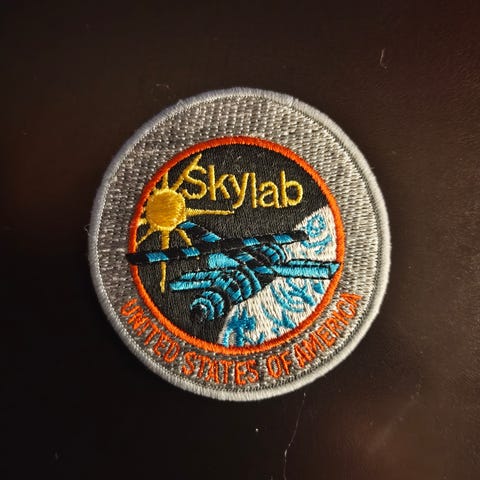 Skylab
UNITED STATES OF AMERICA